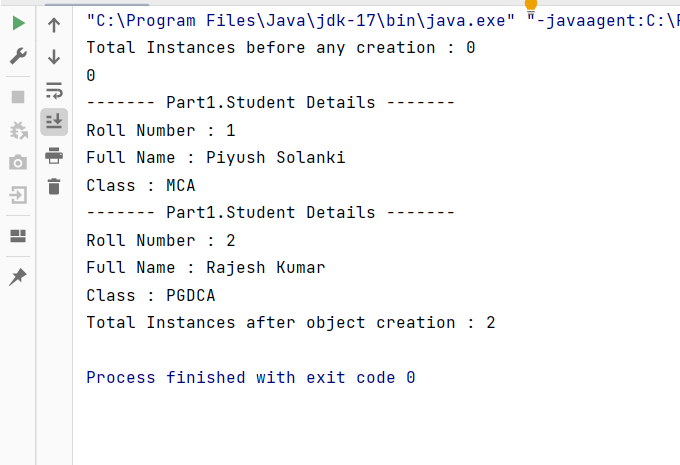 "C:\Program Files\Java\jdk-17\bin\java.exe" "-javaagent:C:\
Total Instances before any creation : 0
0
------- Part1.Student Details -------
Roll Number : 1
Full Name : Piyush Solanki
Class : MCA
------- Part1.Student Details -------
Roll Number : 2
Full Name : Rajesh Kumar
Class : PGDCA
Total Instances after object creation : 2
Process finished with exit code 0